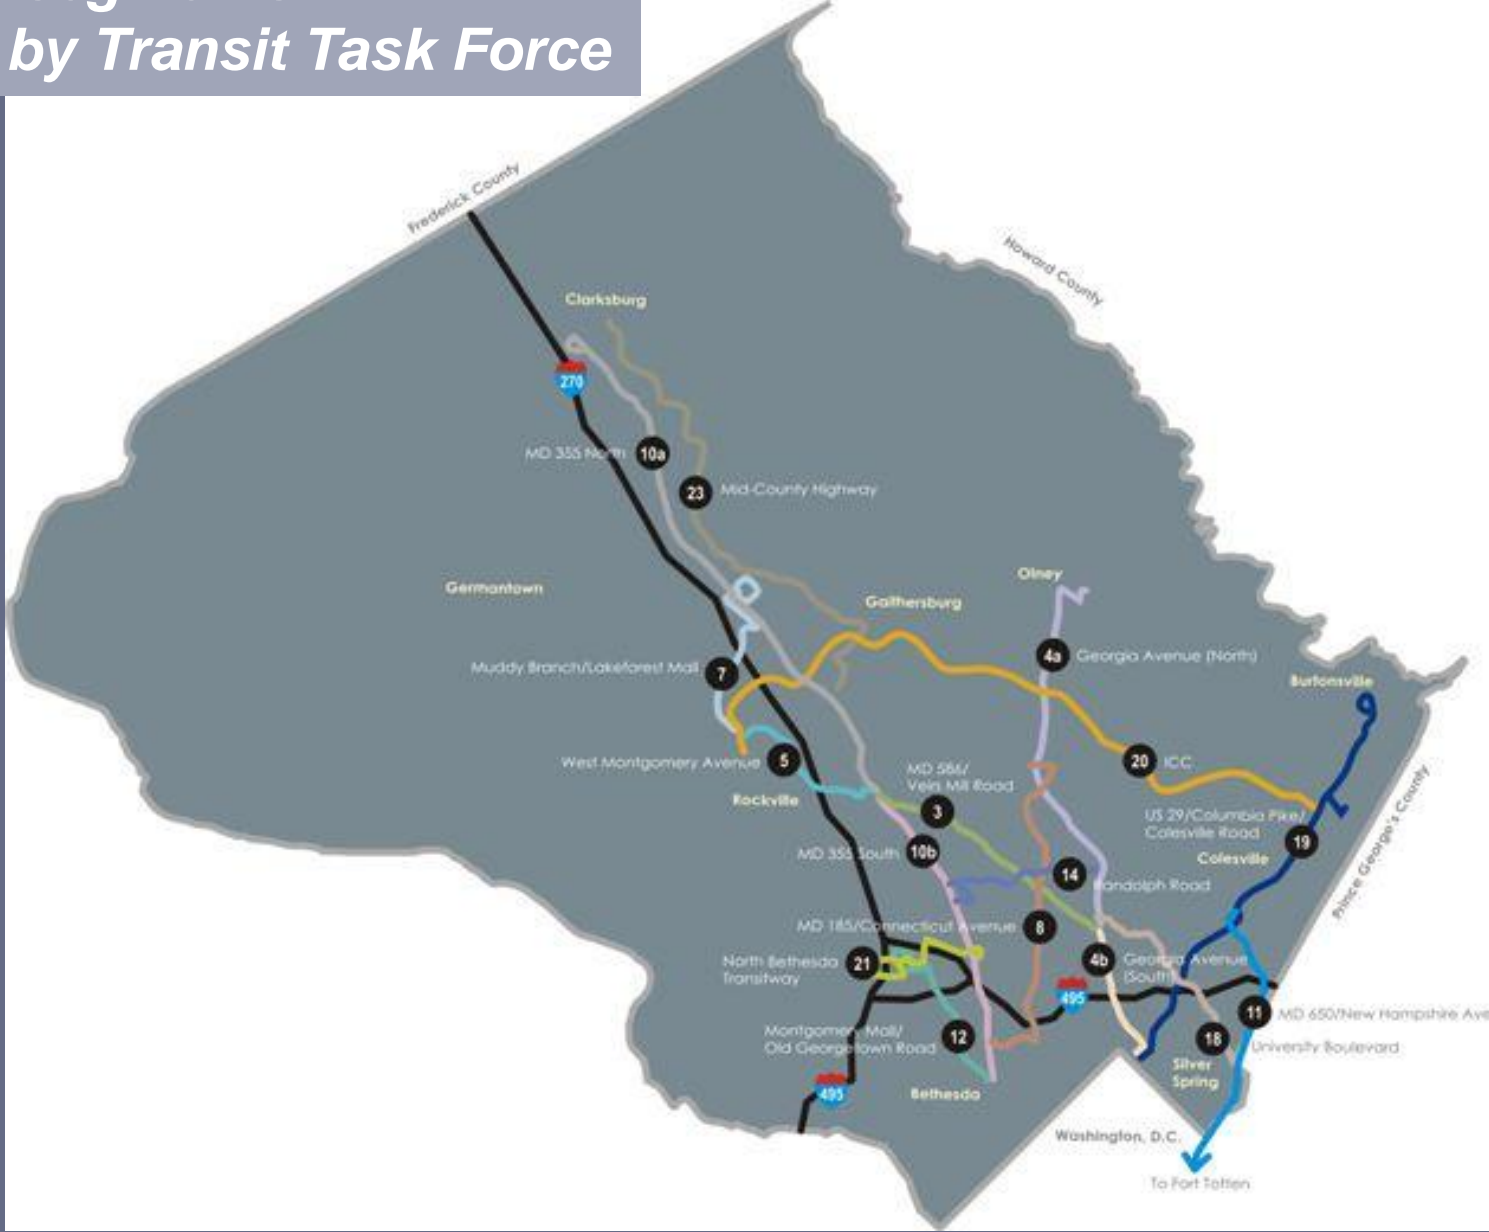 by Transit Task Force
Frederick County
Howard County
Clarksburg
270
MD 355 North
10a
23
Mid-County Highway
Germantown
Olney
Gaithersburg
4a
Georgia Avenue (North)
Muddy Branch/Lakeforest Mall
7
Burtonsville
West Montgomery Avenue
5
MD 586/
Veirs Mill Road
20
ICC
Rockville
3
US 29/Columbia Pike/
Colesville Road
19
Prince George's County
MD 355 South
10b
Colesville
14
Randolph Road
MD 185/Connecticut Avenue
8
North Bethesda
Transitway
21
4b
Georgia Avenue
(South)
495
11
MD 650/New Hampshire Ave
Montgomery Mall/
Old Georgetown Road
12
18
University Boulevard
Silver
Spring
495
Bethesda
Washington, D.C.
To Fort Totten